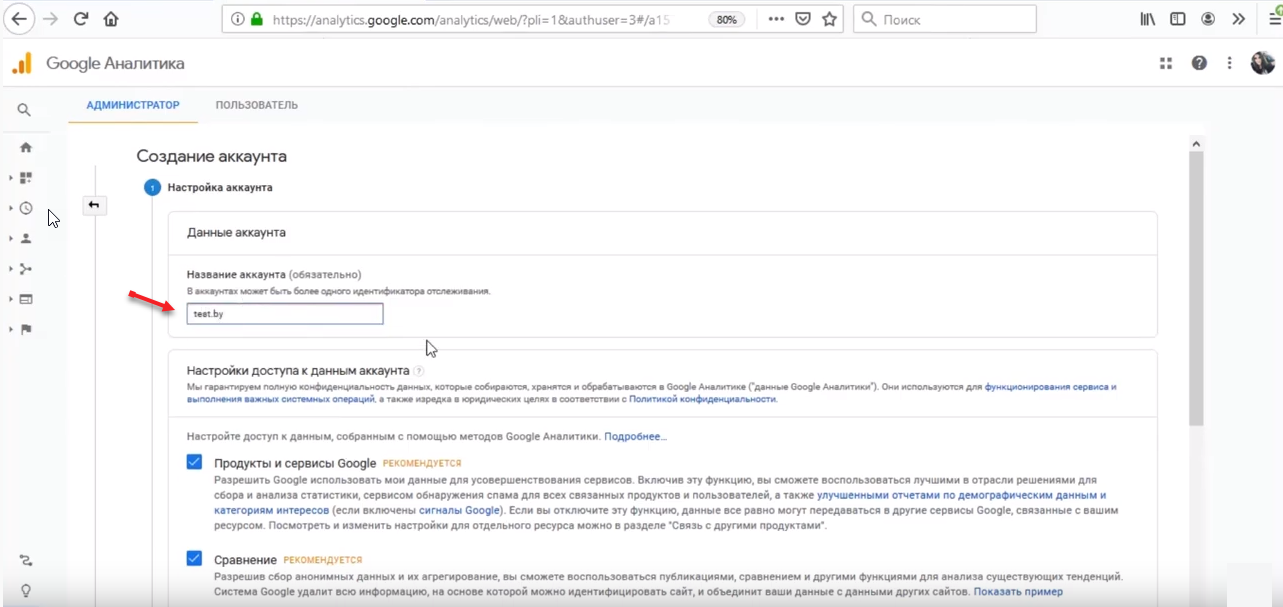 https://analytics.google.com/analytics/web/?pli=1&authuser=3#/a15
80%
Поиск
Google Аналитика
АДМИНИСТРАТОР
ПОЛЬЗОВАТЕЛЬ
Создание аккаунта
1 Настройка аккаунта
Данные аккаунта
Название аккаунта (обязательно)
В аккаунтах может быть более одного идентификатора отслеживания.
test.by
Настройки доступа к данным аккаунта ?
Мы гарантируем полную конфиденциальность данных, которые собираются, хранятся и обрабатываются в Google Аналитике ("данные Google Аналитики"). Они используются для функционирования сервиса и
выполнения важных системных операций, а также изредка в юридических целях в соответствии с Политикой конфиденциальности.
Настройте доступ к данным, собранным с помощью методов Google Аналитики. Подробнее…
Продукты и сервисы Google РЕКОМЕНДУЕТСЯ
Разрешить Google использовать мои данные для усовершенствования сервисов. Включив эту функцию, вы сможете воспользоваться лучшими в отрасли решениями для
сбора и анализа статистики, сервисом обнаружения спама для всех связанных продуктов и пользователей, а также улучшенными отчетами по демографическим данным и
категориям интересов (если включены сигналы Google). Если вы отключите эту функцию, данные все равно могут передаваться в другие сервисы Google, связанные с вашим
ресурсом. Посмотреть и изменить настройки для отдельного ресурса можно в разделе "Связь с другими продуктами".
Сравнение РЕКОМЕНДУЕТСЯ
Разрешив сбор анонимных данных и их агрегирование, вы сможете воспользоваться публикациями, сравнением и другими функциями для анализа существующих тенденций.
Система Google удалит всю информацию, на основе которой можно идентифицировать сайт, и объединит ваши данные с данными других сайтов. Показать пример